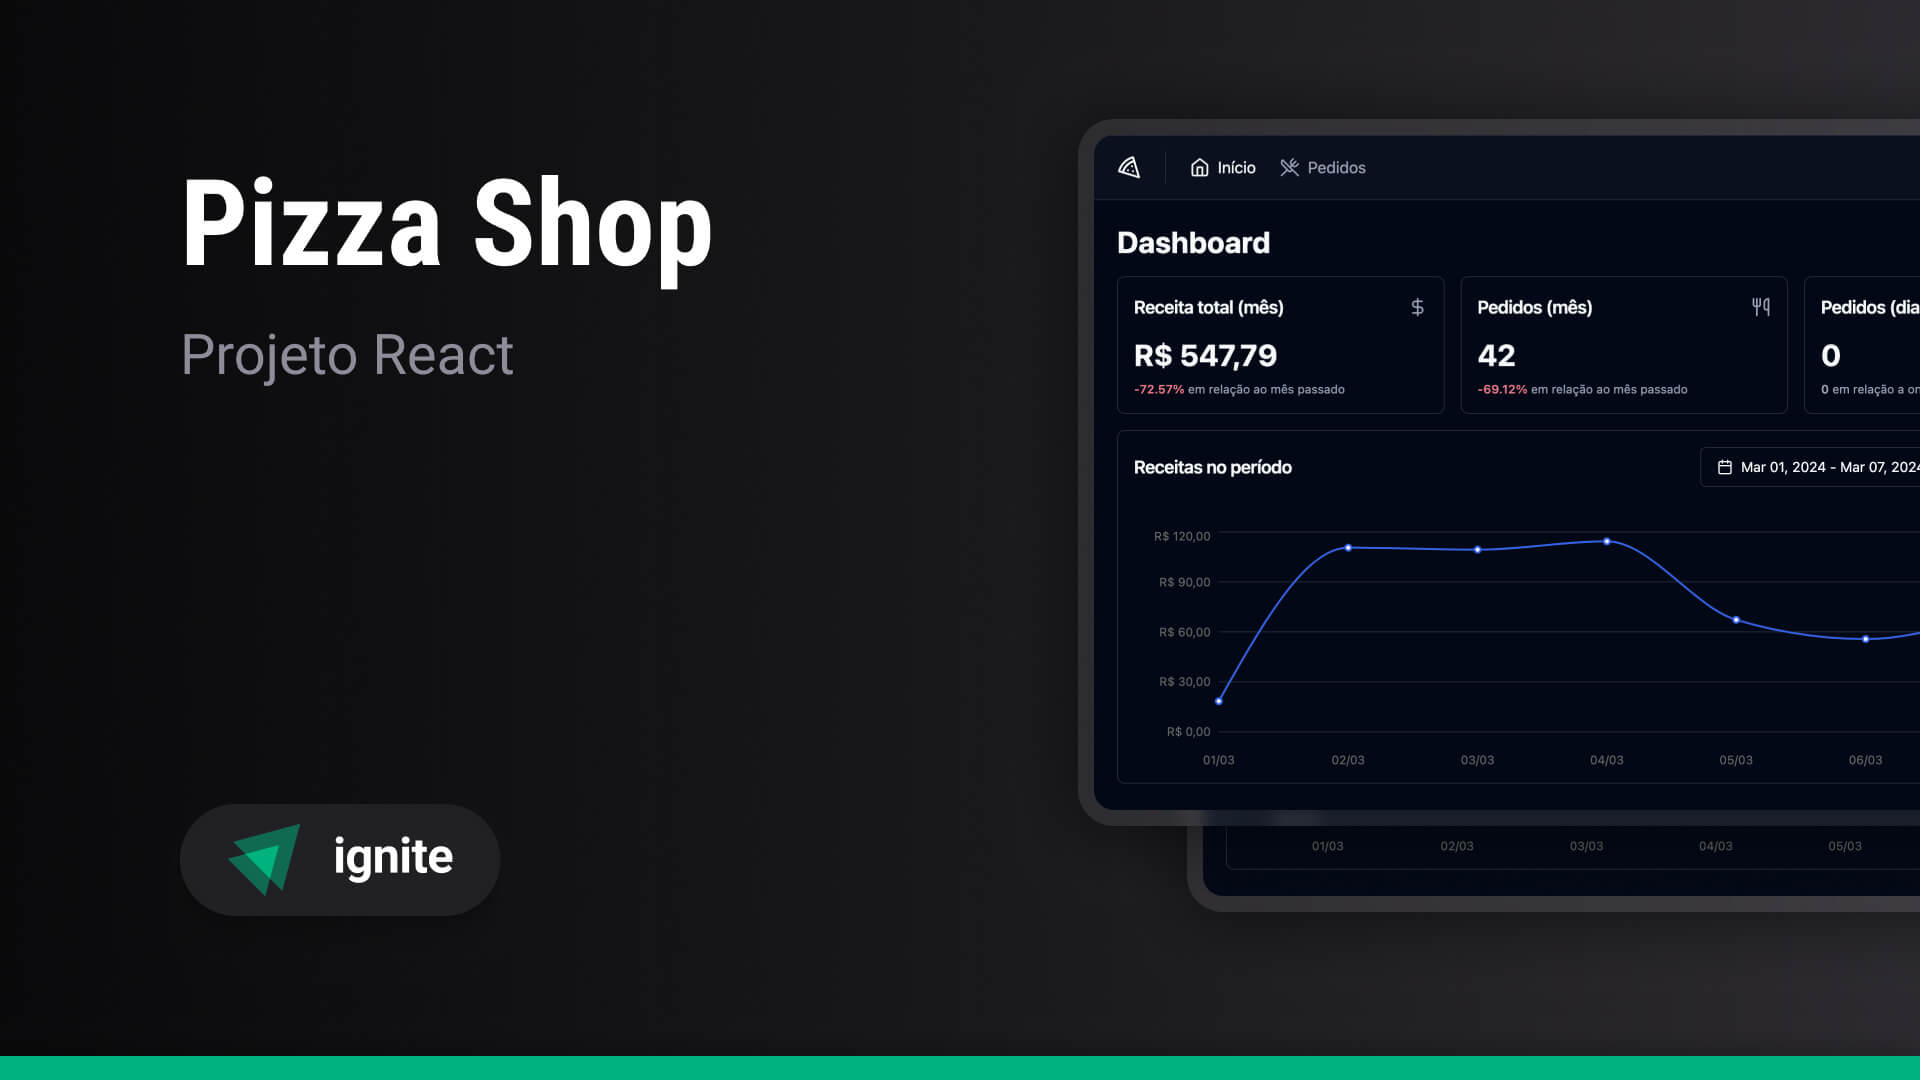 Pizza Shop
Projeto React
ignite
Início Pedidos
Dashboard
Receita total (mês)
R$ 547,79
-72.57% em relação ao mês passado
Pedidos (mês)
42
-69.12% em relação ao mês passado
Pedidos (dia
0
0 em relação a
Receitas no período
Mar 01, 2024 - Mar 07, 2024
R$ 120,00
R$ 90,00
R$ 60,00
R$ 30,00
R$ 0,00
01/03 02/03 03/03 04/03 05/03 06/03
01/03 02/03 03/03 04/03 05/03